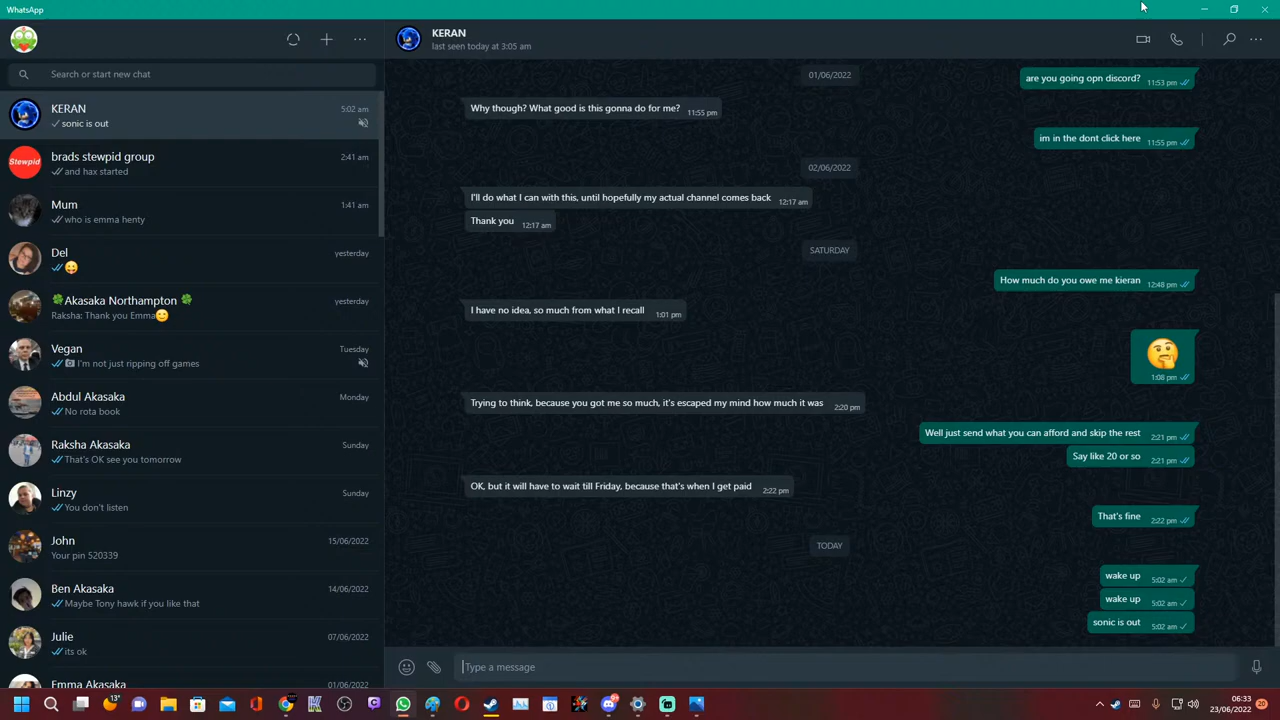 WhatsApp
Search or start new chat
KERAN
5:02 am
✓ sonic is out
Stewpid
brads stewpid group
2:41 am
and hax started
Mum
1:41 am
who is emma henty
Del
yesterday
😋
🍀Akasaka Northampton 🍀
yesterday
Raksha: Thank you Emma😊
Vegan
Tuesday
I'm not just ripping off games
Abdul Akasaka
Monday
No rota book
Raksha Akasaka
Sunday
That's OK see you tomorrow
Linzy
Sunday
You don't listen
John
15/06/2022
Your pin 520339
Ben Akasaka
14/06/2022
Maybe Tony hawk if you like that
Julie
07/06/2022
its ok
Emma Akasaka
01/06/2022
KERAN
last seen today at 3:05 am
01/06/2022
are you going opn discord? 11:53 pm
Why though? What good is this gonna do for me? 11:55 pm
im in the dont click here 11:55 pm
02/06/2022
I'll do what I can with this, until hopefully my actual channel comes back 12:17 am
Thank you 12:17 am
SATURDAY
How much do you owe me kieran 12:48 pm
I have no idea, so much from what I recall 1:01 pm
🤔
1:08 pm
Trying to think, because you got me so much, it's escaped my mind how much it was 2:20 pm
Well just send what you can afford and skip the rest 2:21 pm
Say like 20 or so 2:21 pm
OK, but it will have to wait till Friday, because that's when I get paid 2:22 pm
That's fine 2:22 pm
TODAY
wake up 5:02 am
wake up 5:02 am
sonic is out 5:02 am
Type a message
13°
06:33
23/06/2022